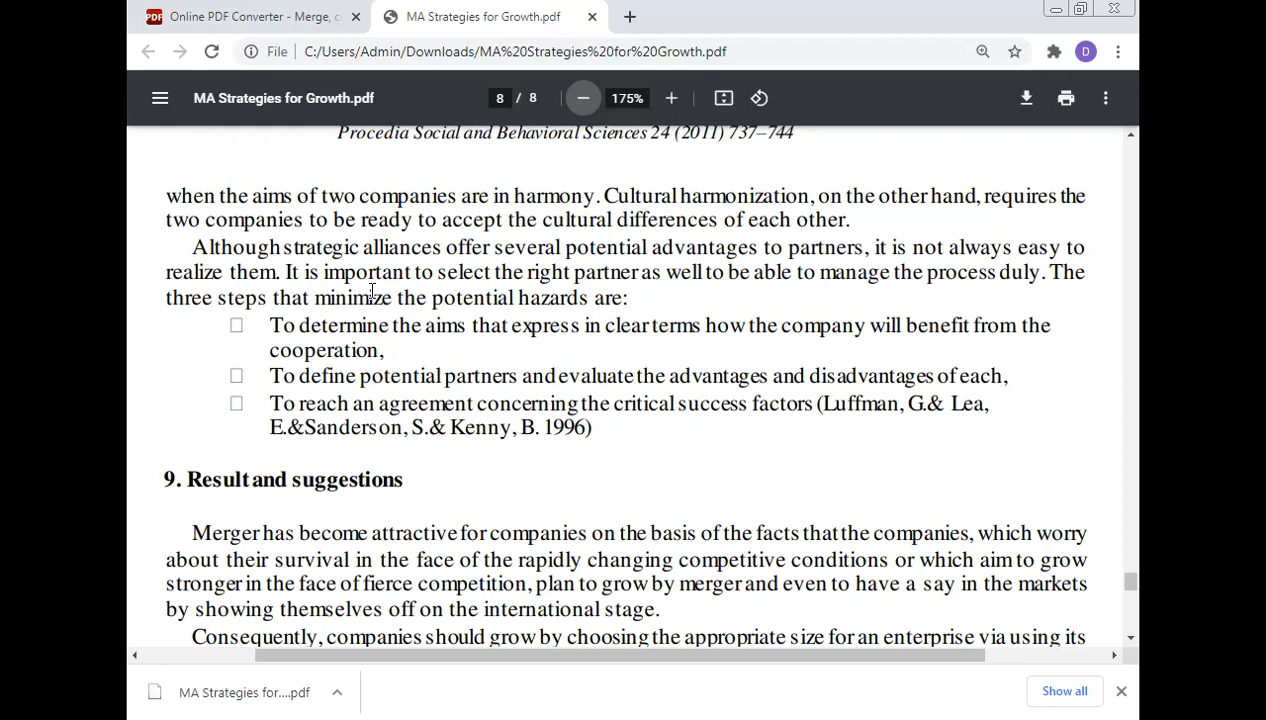 Online PDF Converter - Merge, c
MA Strategies for Growth.pdf
File
C:/Users/Admin/Downloads/MA%20Strategies%20for%20Growth.pdf
D
MA Strategies for Growth.pdf
8 / 8
175%
Procedia Social and Behavioral Sciences 24 (2011) 737–744
when the aims of two companies are in harmony. Cultural harmonization, on the other hand, requires the
two companies to be ready to accept the cultural differences of each other.
Although strategic alliances offer several potential advantages to partners, it is not always easy to
realize them. It is important to select the right partner as well to be able to manage the process duly. The
three steps that minimize the potential hazards are:
To determine the aims that express in clear terms how the company will benefit from the
cooperation,
To define potential partners and evaluate the advantages and disadvantages of each,
To reach an agreement concerning the critical success factors (Luffman, G.& Lea,
E.&Sanderson, S.& Kenny, B. 1996)
9. Result and suggestions
Merger has become attractive for companies on the basis of the facts that the companies, which worry
about their survival in the face of the rapidly changing competitive conditions or which aim to grow
stronger in the face of fierce competition, plan to grow by merger and even to have a say in the markets
by showing themselves off on the international stage.
Consequently, companies should grow by choosing the appropriate size for an enterprise via using its
MA Strategies for....pdf
Show all